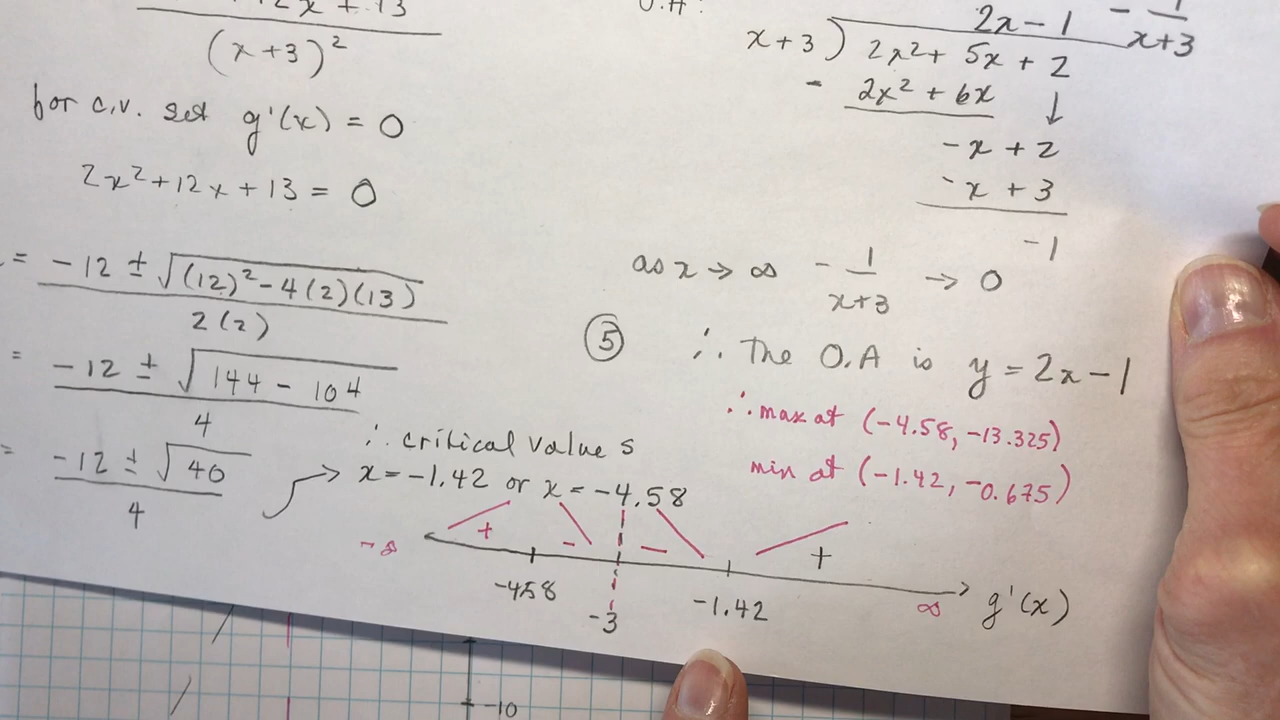 12x + 13
(x+3)²
for c.v. set g'(x) = 0
2x²+12x+13 = 0
= -12 ± √(12)²-4(2)(13)
2(2)
= -12 ± √144 - 104
4
= -12 ± √40
4
∴ critical values
x=-1.42 or x=-4.58
O.A:
2x-1 - 1
x+3
x+3 ) 2x²+ 5x + 2
- 2x² + 6x ↓
-x + 2
-x + 3
-1
as x → ∞ - 1 → 0
x+3
⑤ ∴ The O.A is y=2x-1
∴ max at (-4.58, -13.325)
min at (-1.42, -0.675)
-∞ + - - + ∞ g'(x)
-4.58 -3 -1.42
-10